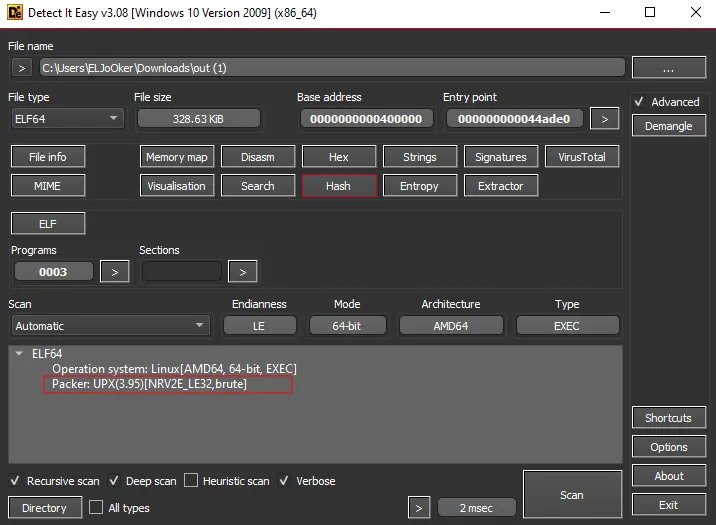 Detect It Easy v3.08 [Windows 10 Version 2009] (x86_64)
File name
> C:\Users\ELJoOker\Downloads\out (1) ...
File type File size Base address Entry point Advanced
ELF64 328.63 KiB 0000000000400000 000000000044ade0 > Demangle
File info Memory map Disasm Hex Strings Signatures VirusTotal
MIME Visualisation Search Hash Entropy Extractor
ELF
Programs Sections
0003 > >
Scan Endianness Mode Architecture Type
Automatic LE 64-bit AMD64 EXEC
ELF64
Operation system: Linux[AMD64, 64-bit, EXEC]
Packer: UPX(3.95)[NRV2E_LE32,brute]
Shortcuts
Options
Recursive scan Deep scan Heuristic scan Verbose Scan About
Directory All types > 2 msec Exit